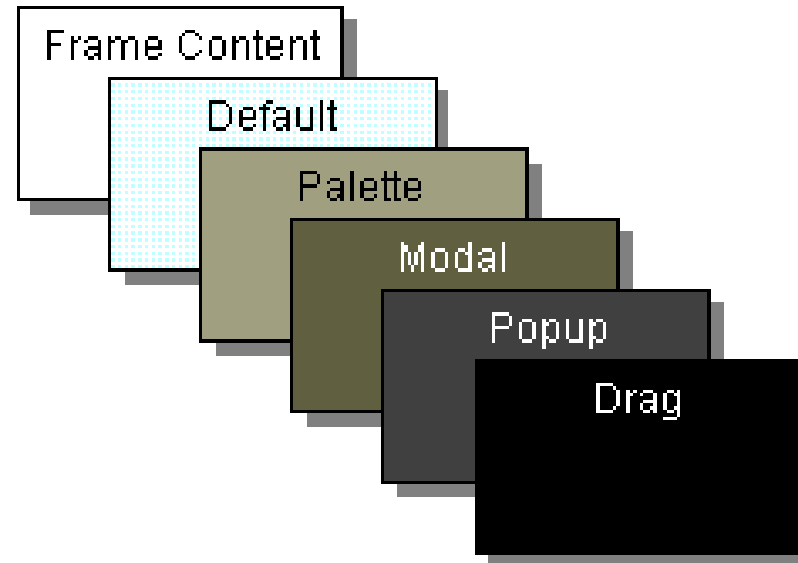 Frame Content
Default
Palette
Modal
Popup
Drag